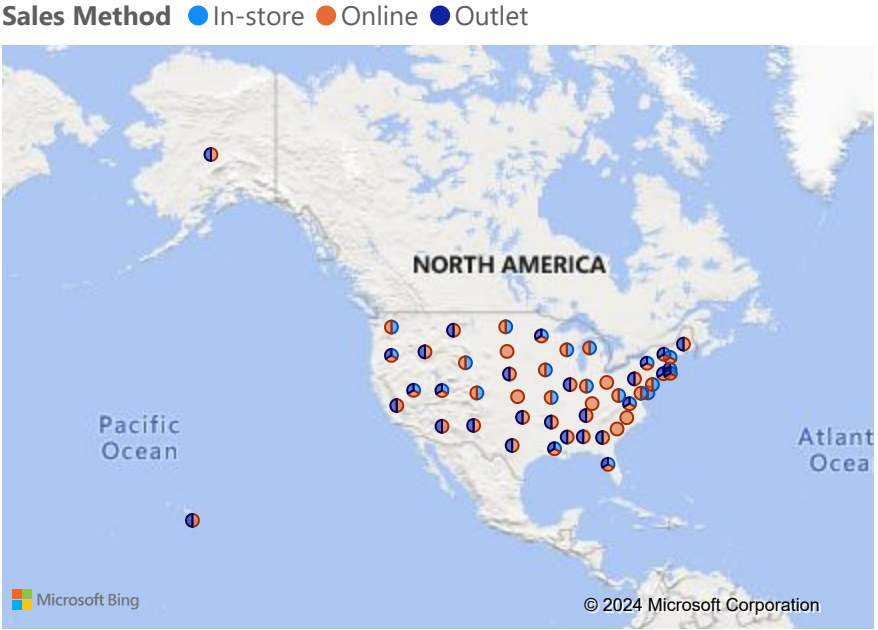 Sales Method In-store Online Outlet
NORTH AMERICA
Pacific
Ocean
Atlant
Ocea
Microsoft Bing
© 2024 Microsoft Corporation